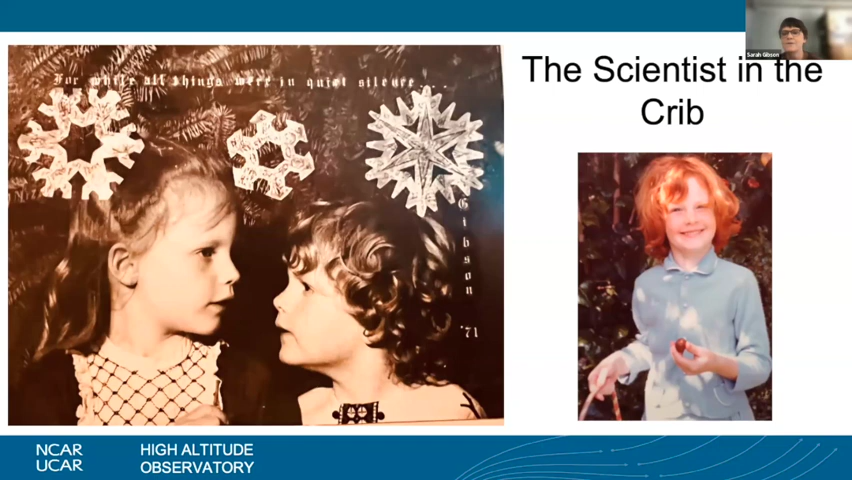 Sarah Gibson
The Scientist in the
Crib
For while all things were in quiet silence...
Gibson '71
NCAR
UCAR
HIGH ALTITUDE
OBSERVATORY